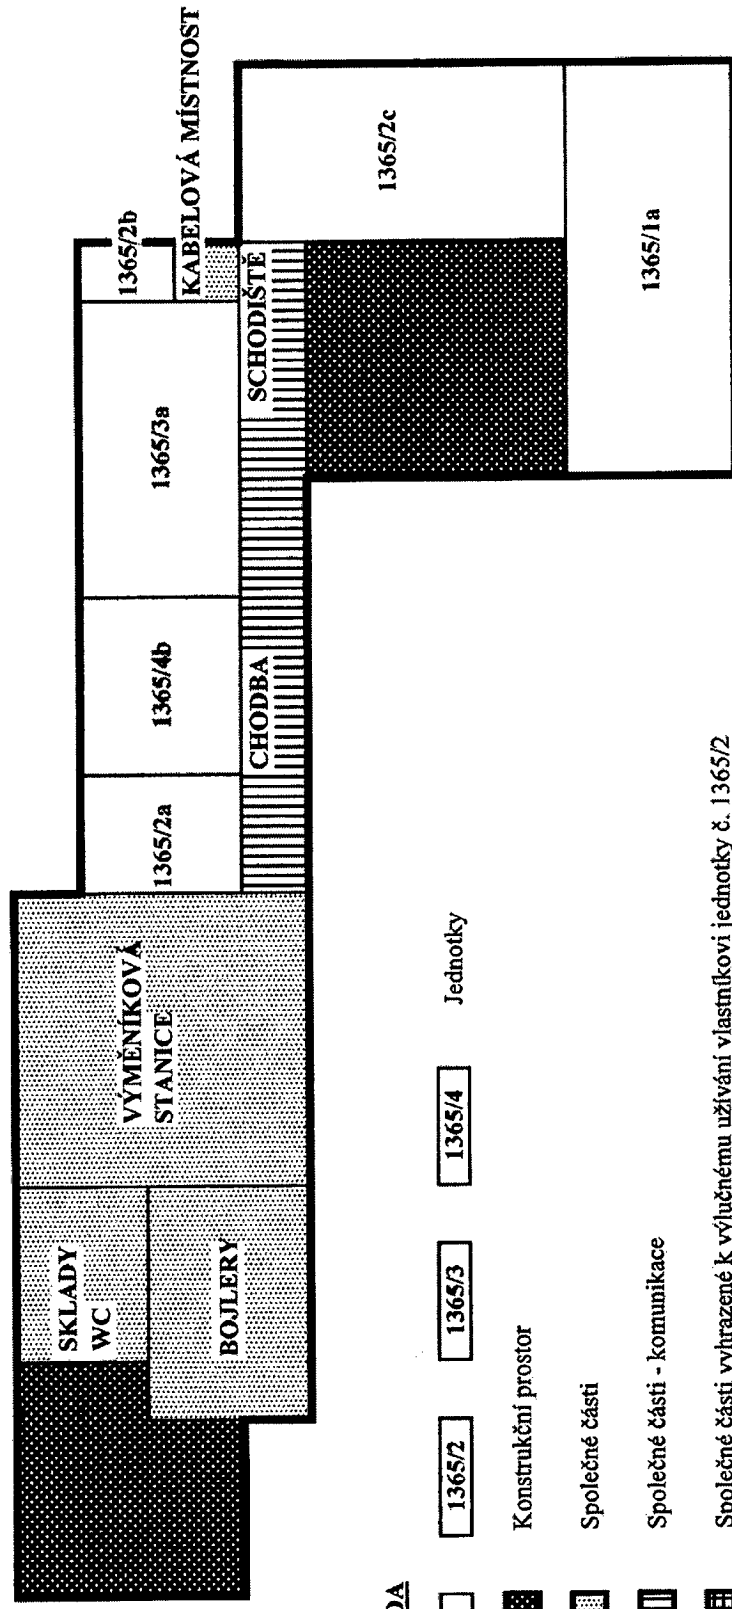 KABELOVÁ MÍSTNOST
1365/2b
1365/2c
1365/3a
SCHODIŠTĚ
1365/1a
1365/4b
CHODBA
1365/2a
VÝMĚNÍKOVÁ
STANICE
SKLADY
WC
BOJLERY
1365/2 1365/3 1365/4 Jednotky
Konstrukční prostor
Společné části
Společné části - komunikace
Společné části vyhrazené k výlučnému užívání vlastníkovi jednotky č. 1365/2